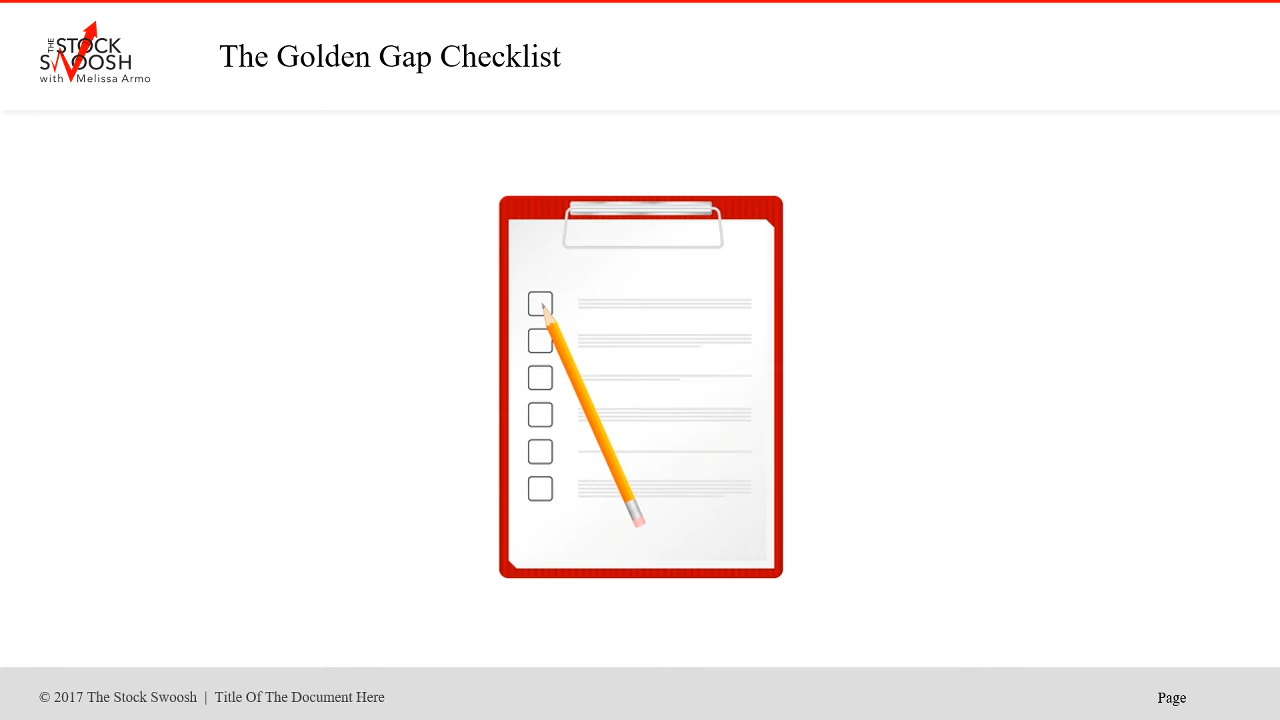 THE STOCK
SWOOSH
with Melissa Armo
The Golden Gap Checklist
© 2017 The Stock Swoosh | Title Of The Document Here
Page